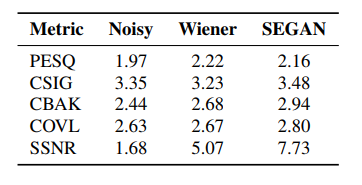 Metric Noisy Wiener SEGAN
PESQ 1.97 2.22 2.16
CSIG 3.35 3.23 3.48
CBAK 2.44 2.68 2.94
COVL 2.63 2.67 2.80
SSNR 1.68 5.07 7.73